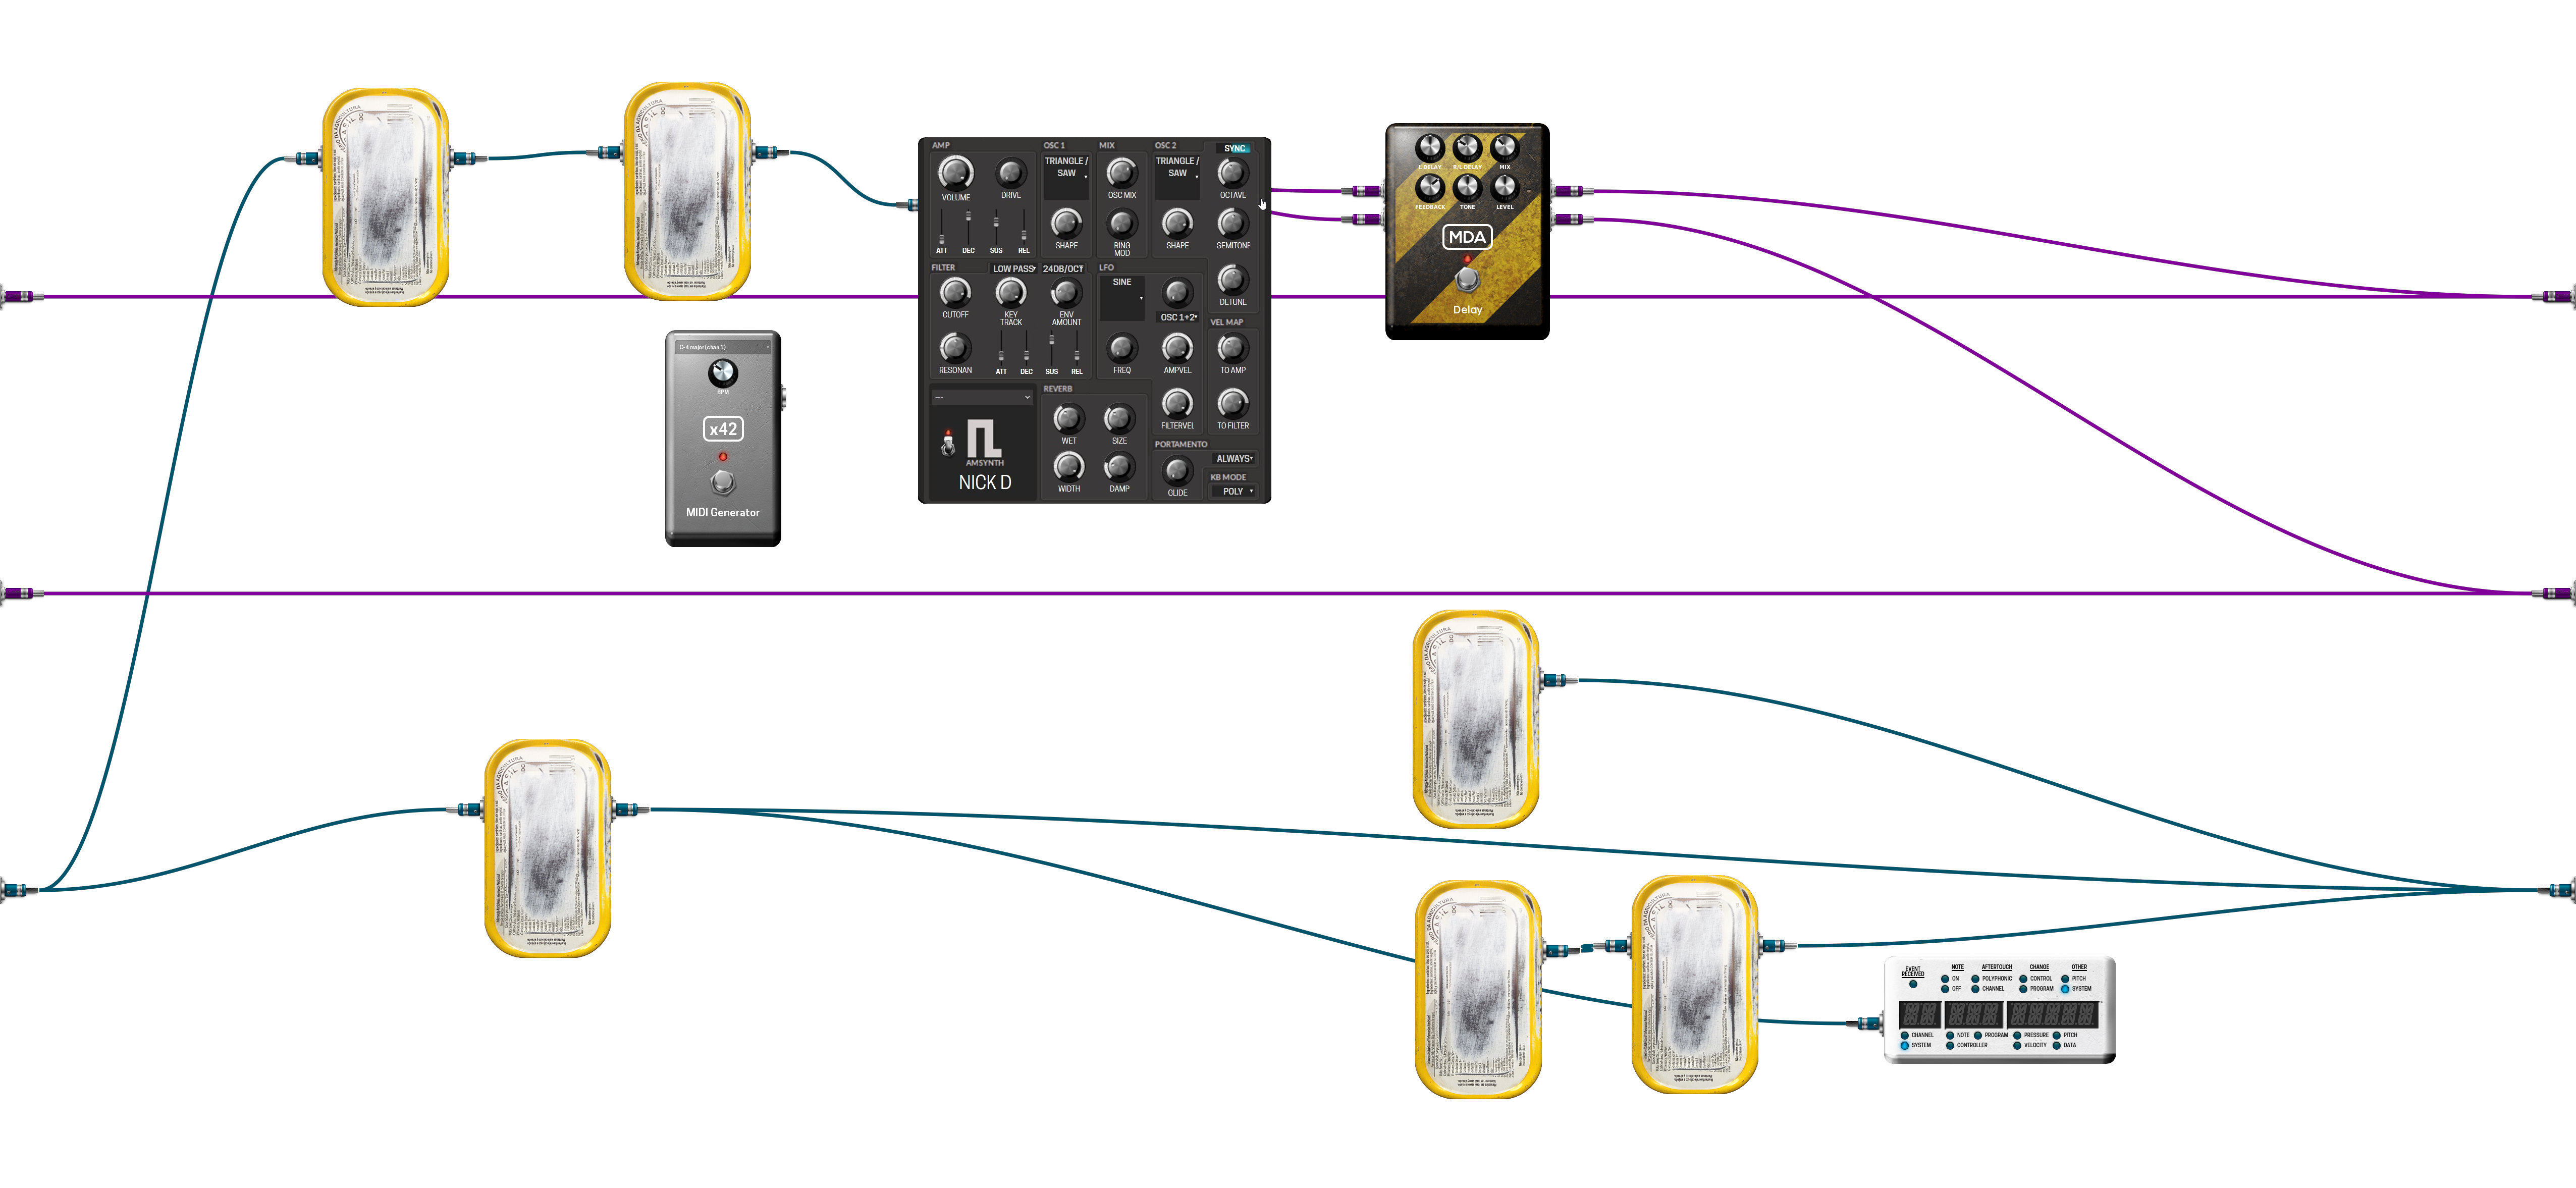 AMP
VOLUME
DRIVE
ATT
DEC
SUS
REL
OSC 1
TRIANGLE /
SAW
SHAPE
MIX
OSC MIX
RING
MOD
OSC 2
TRIANGLE /
SAW
SHAPE
SYNC
OCTAVE
SEMITONE
DETUNE
FILTER
LOW PASS
24DB/OCT
CUTOFF
KEY
TRACK
ENV
AMOUNT
RESONAN
ATT
DEC
SUS
REL
LFO
SINE
OSC 1+2
FREQ
AMPVEL
FILTERVEL
VEL MAP
TO AMP
TO FILTER
---
AMSYNTH
NICK D
REVERB
WET
SIZE
WIDTH
DAMP
PORTAMENTO
ALWAYS
GLIDE
KB MODE
POLY
L DELAY
R/L DELAY
MIX
FEEDBACK
TONE
LEVEL
MDA
Delay
C-4 major (chan 1)
BPM
x42
MIDI Generator
EVENT
RECEIVED
NOTE
AFTERTOUCH
CHANGE
OTHER
ON
POLYPHONIC
CONTROL
PITCH
OFF
CHANNEL
PROGRAM
SYSTEM
CHANNEL
NOTE
PROGRAM
PRESSURE
PITCH
SYSTEM
CONTROLLER
VELOCITY
DATA